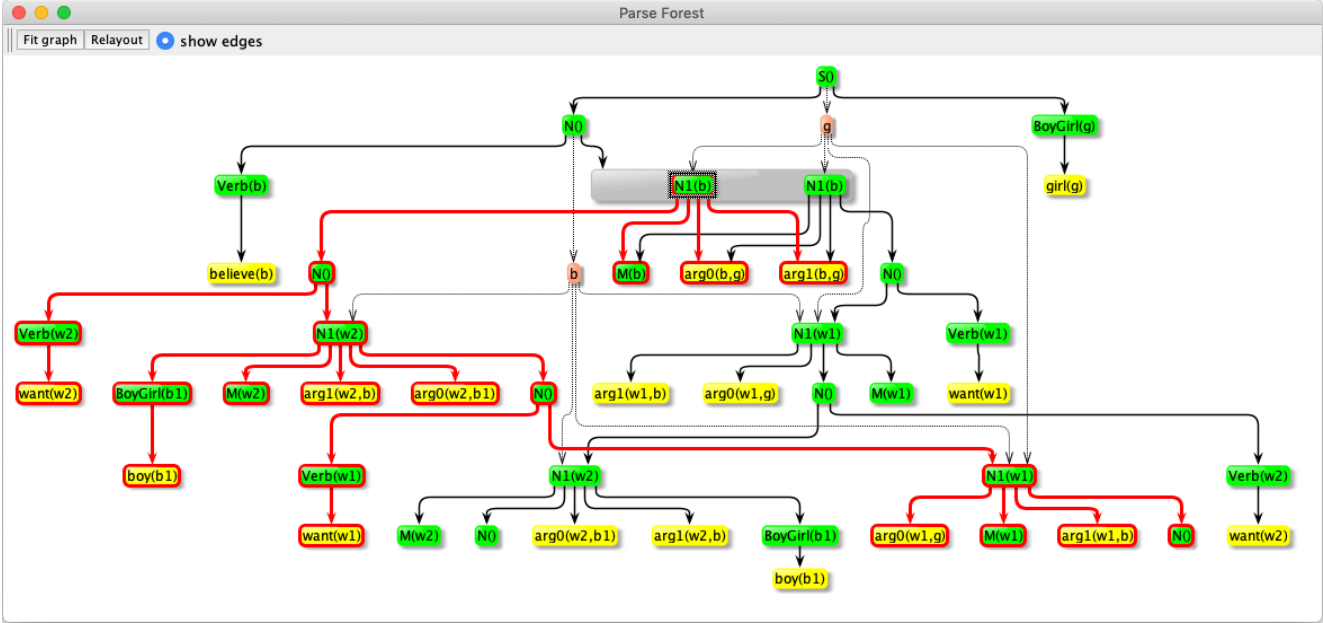 Parse Forest
Fit graph Relayout show edges
S()
N() g BoyGirl(g)
Verb(b) N1(b) N1(b) girl(g)
believe(b) N() b M(b) arg0(b,g) arg1(b,g) N()
Verb(w2) N1(w2) N1(w1) Verb(w1)
want(w2) BoyGirl(b1) M(w2) arg1(w2,b) arg0(w2,b1) N() arg1(w1,b) arg0(w1,g) N() M(w1) want(w1)
boy(b1) Verb(w1) N1(w2) N1(w1) Verb(w2)
want(w1) M(w2) N() arg0(w2,b1) arg1(w2,b) BoyGirl(b1) arg0(w1,g) M(w1) arg1(w1,b) N() want(w2)
boy(b1)